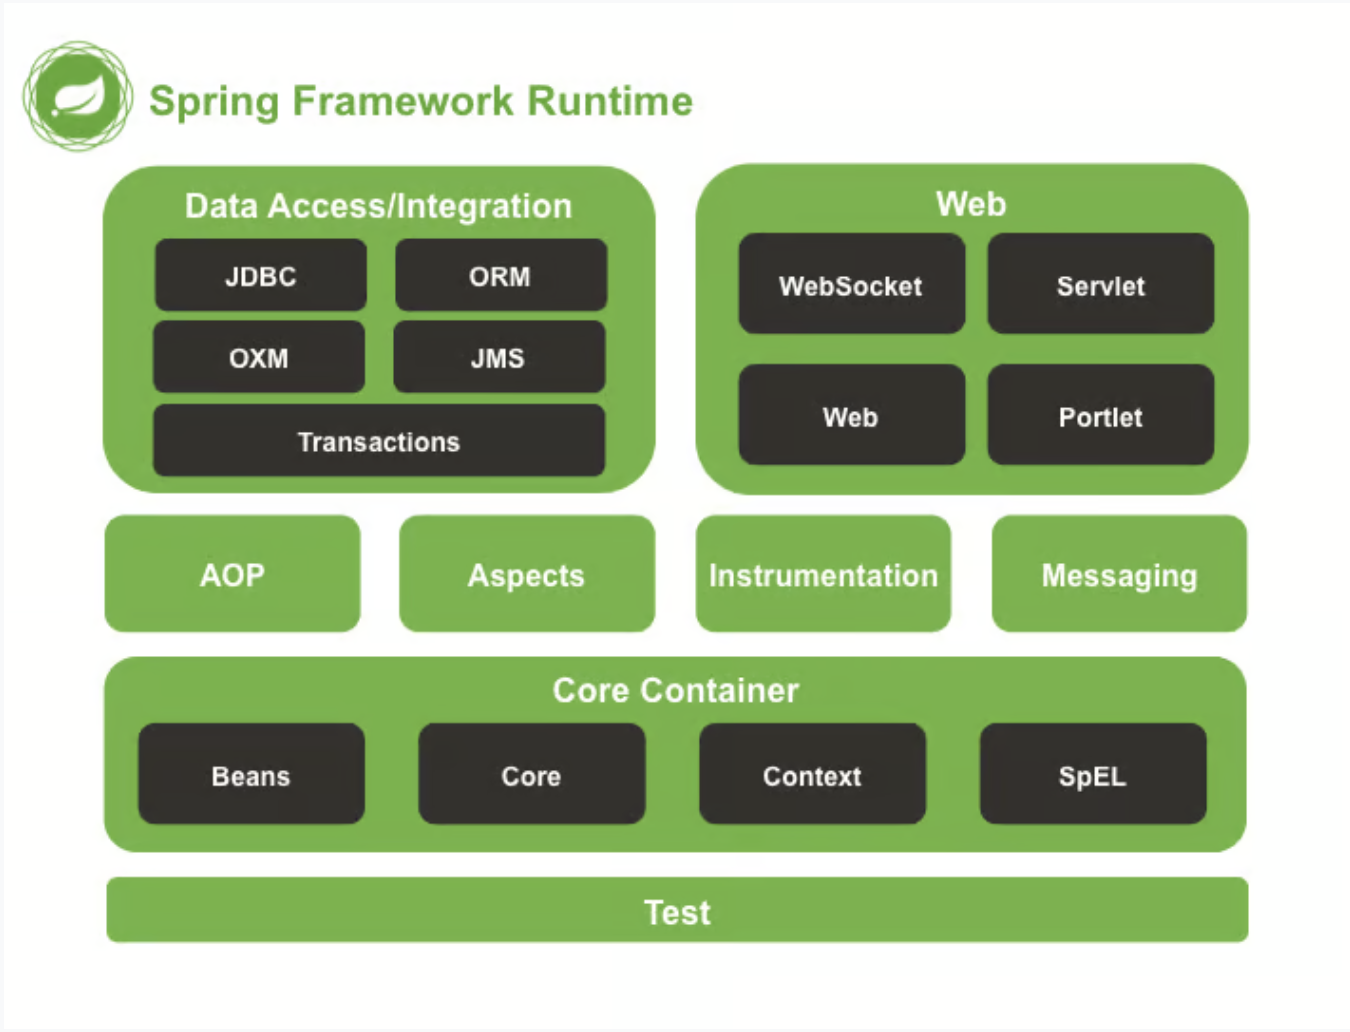 Spring Framework Runtime
Data Access/Integration
JDBC
ORM
OXM
JMS
Transactions
Web
WebSocket
Servlet
Web
Portlet
AOP
Aspects
Instrumentation
Messaging
Core Container
Beans
Core
Context
SpEL
Test